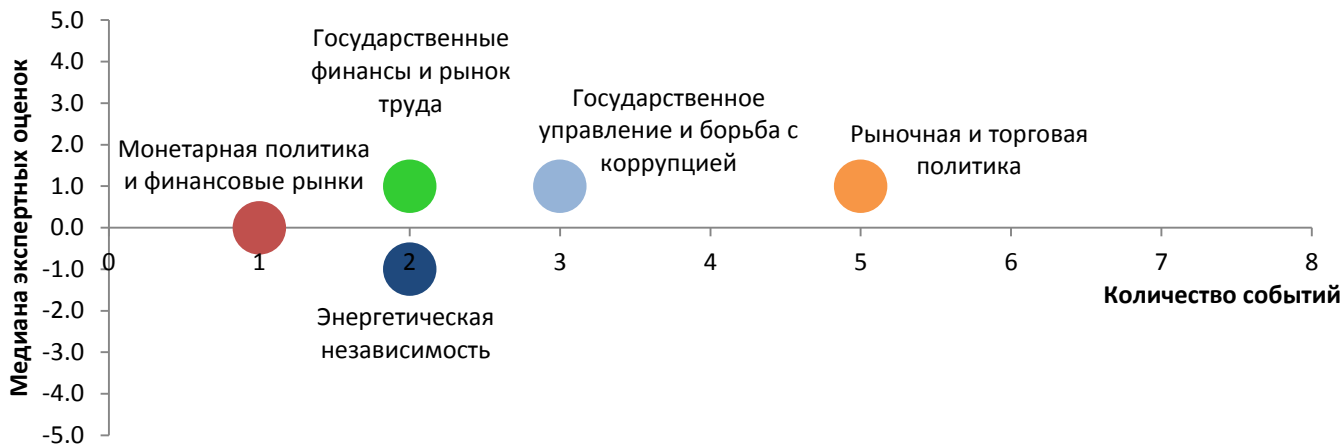 5.0
4.0
3.0
2.0
1.0
0.0
-1.0
-2.0
-3.0
-4.0
-5.0
Медиана экспертных оценок
Государственные
финансы и рынок
труда
Государственное
управление и борьба с
коррупцией
Рыночная и торговая
политика
Монетарная политика
и финансовые рынки
0 1 2 3 4 5 6 7 8
Количество событий
Энергетическая
независимость